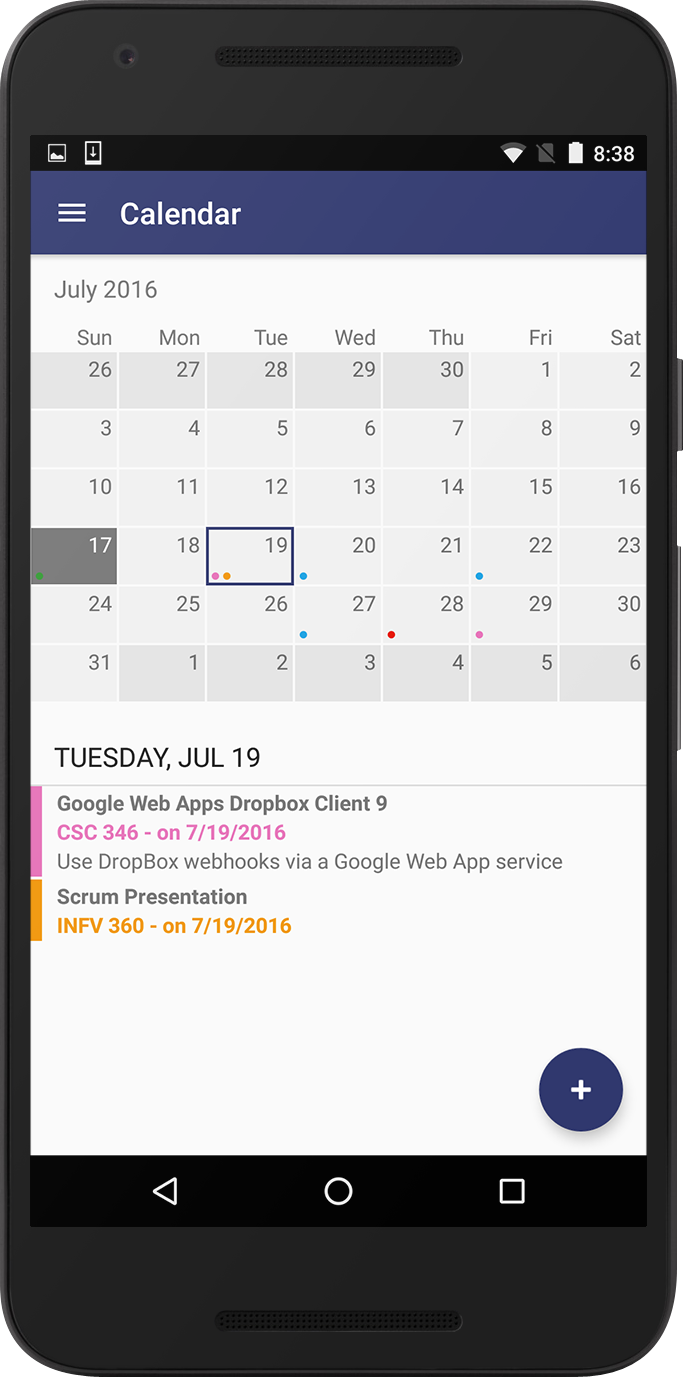 8:38
Calendar
July 2016
Sun Mon Tue Wed Thu Fri Sat
26 27 28 29 30 1 2
3 4 5 6 7 8 9
10 11 12 13 14 15 16
17 18 19 20 21 22 23
24 25 26 27 28 29 30
31 1 2 3 4 5 6
TUESDAY, JUL 19
Google Web Apps Dropbox Client 9
CSC 346 - on 7/19/2016
Use DropBox webhooks via a Google Web App service
Scrum Presentation
INFV 360 - on 7/19/2016
+